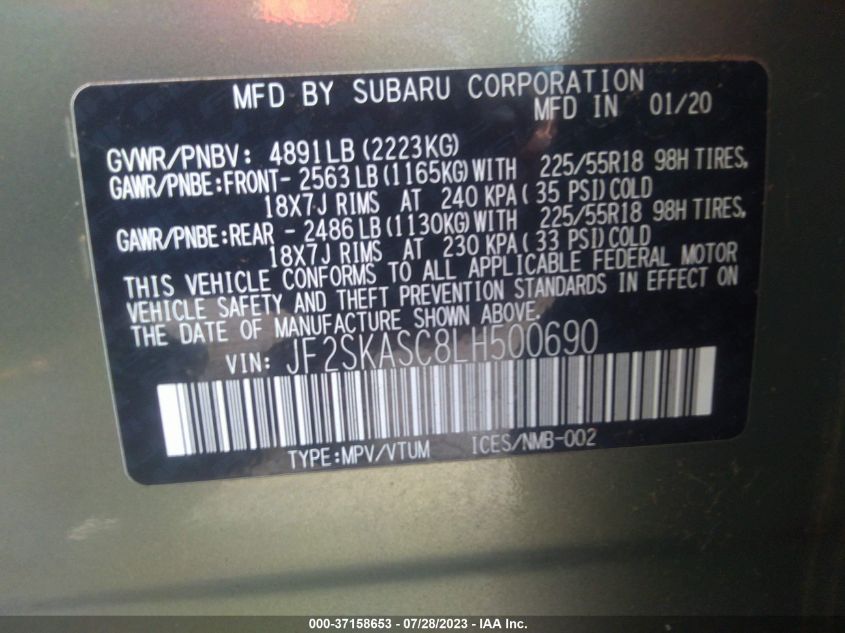 MFD BY SUBARU CORPORATION
MFD IN 01/20
GVWR/PNBV: 4891LB (2223KG)
GAWR/PNBE:FRONT- 2563LB (1165KG) WITH 225/55R18 98H TIRES,
18X7J RIMS AT 240 KPA ( 35 PSI) COLD
GAWR/PNBE:REAR - 2486LB (1130KG) WITH 225/55R18 98H TIRES,
18X7J RIMS AT 230 KPA ( 33 PSI) COLD
THIS VEHICLE CONFORMS TO ALL APPLICABLE FEDERAL MOTOR
VEHICLE SAFETY AND THEFT PREVENTION STANDARDS IN EFFECT ON
THE DATE OF MANUFACTURE SHOWN ABOVE.
VIN: JF2SKASC8LH500690
TYPE:MPV/VTUM ICES/NMB-002
000-37158653 - 07/28/2023 - IAA Inc.